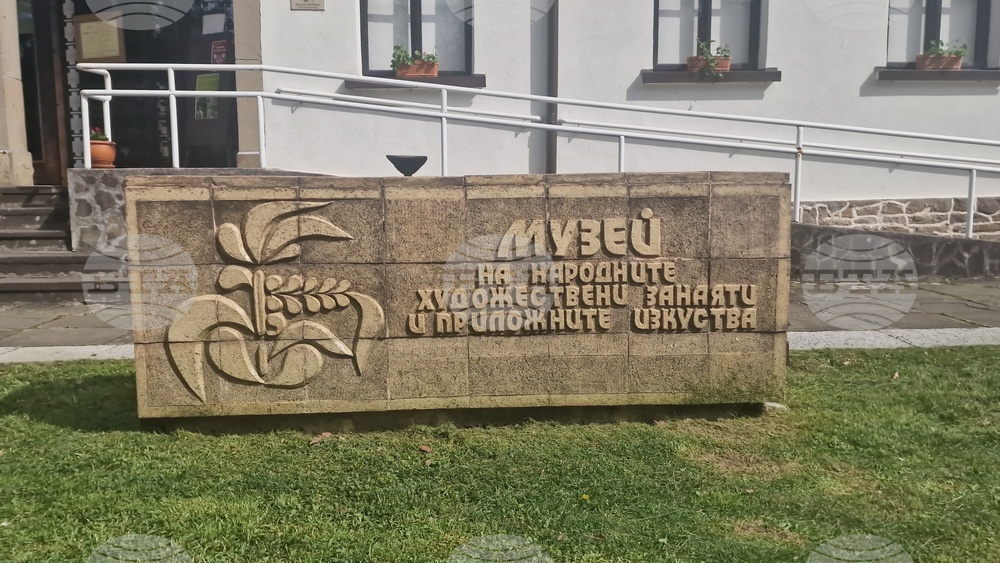 МУЗЕЙ
НА НАРОДНИТЕ
ХУДОЖЕСТВЕНИ ЗАНАЯТИ
И ПРИЛОЖНИТЕ ИЗКУСТВА